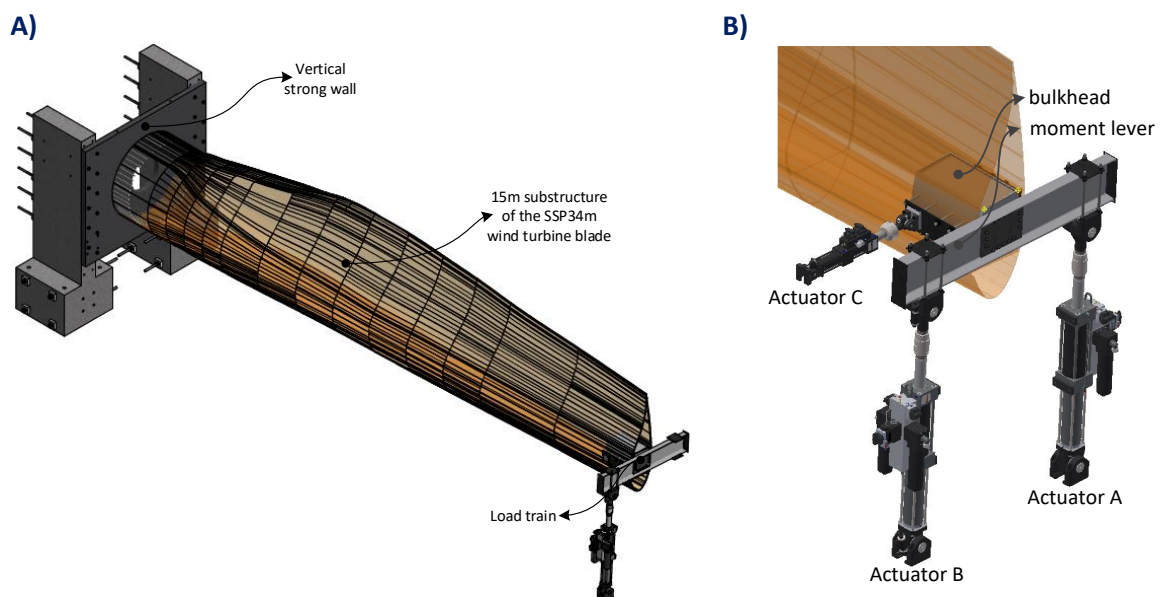 A)
Vertical
strong wall
15m substructure
of the SSP34m
wind turbine blade
Load train
B)
bulkhead
moment lever
Actuator C
Actuator A
Actuator B